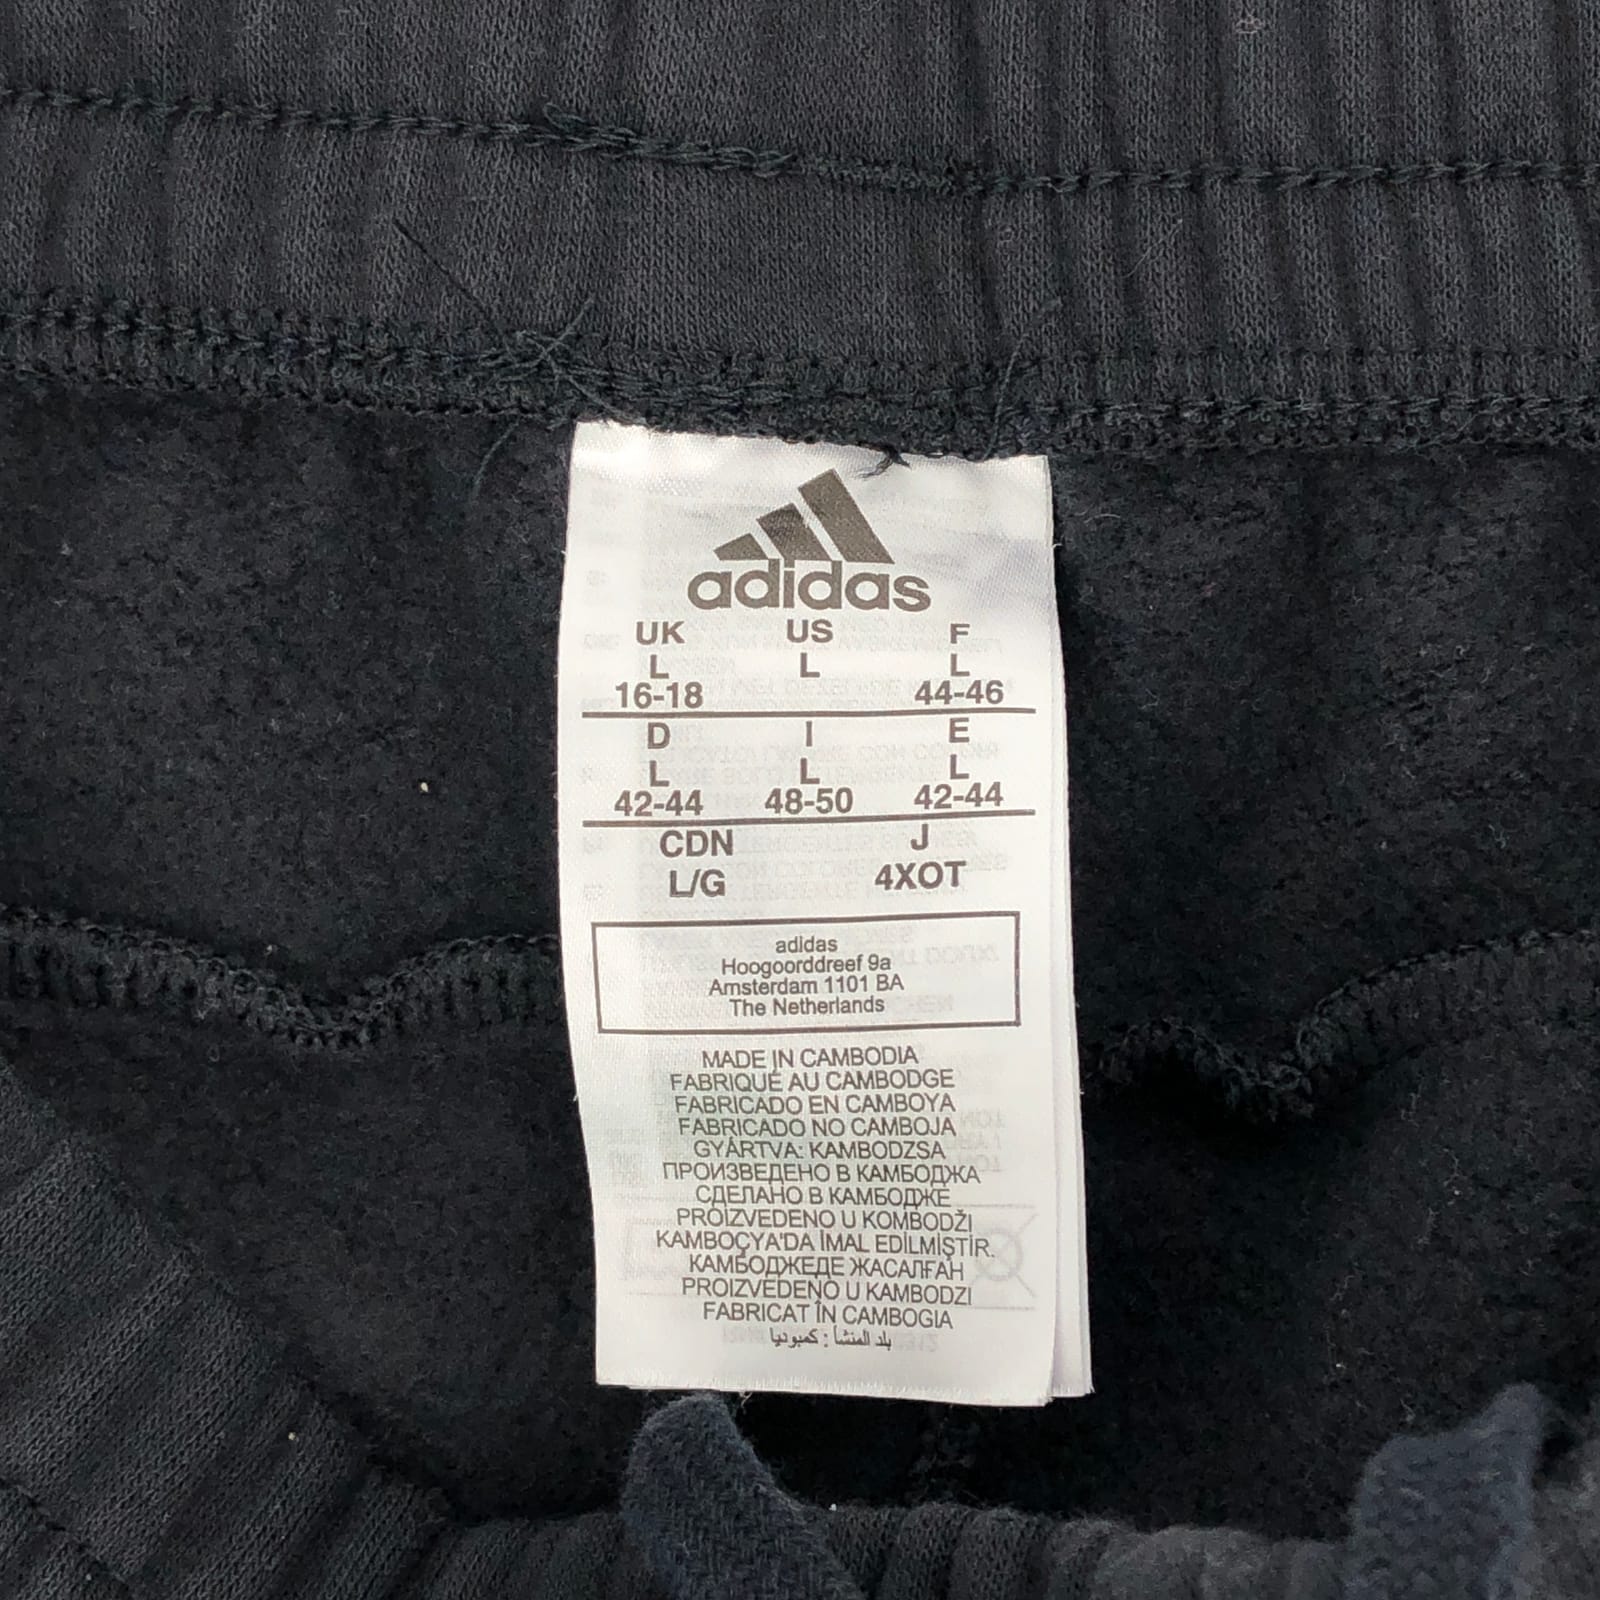 adidas
UK US F
L L L
16-18 44-46
D I E
L L L
42-44 48-50 42-44
CDN J
L/G 4XOT
adidas
Hoogoorddreef 9a
Amsterdam 1101 BA
The Netherlands
MADE IN CAMBODIA
FABRIQUÉ AU CAMBODGE
FABRICADO EN CAMBOYA
FABRICADO NO CAMBOJA
GYÁRTVA: KAMBODZSA
ПРОИЗВЕДЕНО В КАМБОДЖА
СДЕЛАНО В КАМБОДЖЕ
PROIZVEDENO U KOMBODŽI
KAMBOÇYA'DA İMAL EDİLMİŞTİR.
КАМБОДЖЕДЕ ЖАСАЛҒАН
PROIZVEDENO U KAMBODZI
FABRICAT ÎN CAMBOGIA
بلد المنشأ : كمبوديا